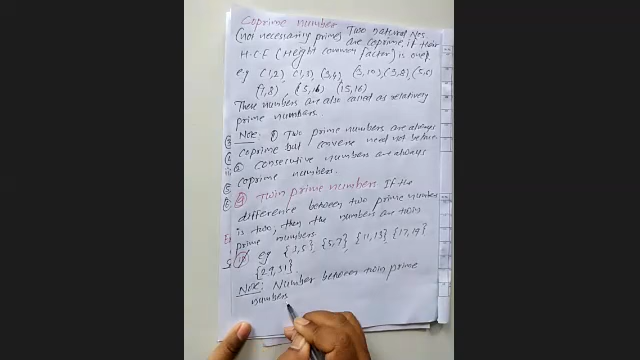 Coprime number
(not necessarily prime) Two natural Nos
are coprime, if their
H.C.F (Height common factor) is one.
e.g (1,2) (1,3) (3,4) (3,10), (3,8), (5,6)
(1,8) (5,16) (15,16)
These numbers are also called as relatively
prime numbers.
Note: ① Two prime numbers are always
coprime but converse need not be
② consecutive numbers are always
coprime numbers.
⑨ Twin prime numbers If the
difference between two prime number
is two, then the numbers are twin
prime numbers.
eg {3,5}, {5,7} {11,13} {17,19}
{29,31}
Note: Number between twin prime
numbers